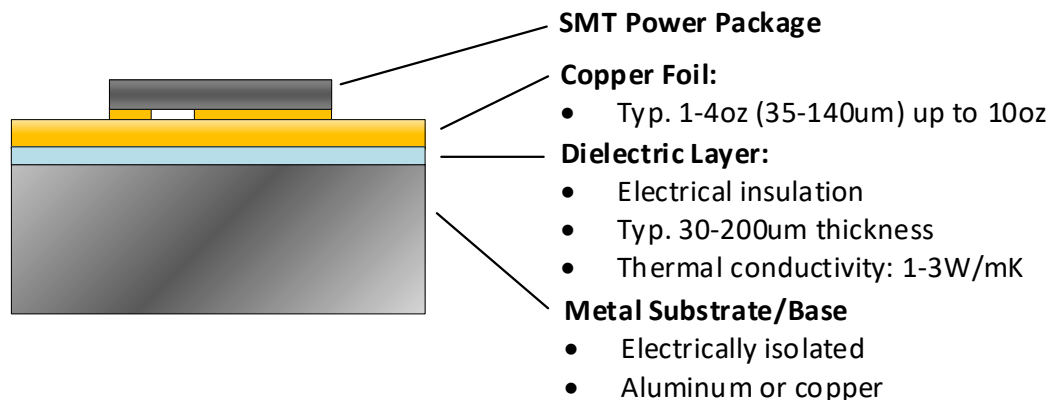 SMT Power Package
Copper Foil:
• Typ. 1-4oz (35-140um) up to 10oz
Dielectric Layer:
• Electrical insulation
• Typ. 30-200um thickness
• Thermal conductivity: 1-3W/mK
Metal Substrate/Base
• Electrically isolated
• Aluminum or copper